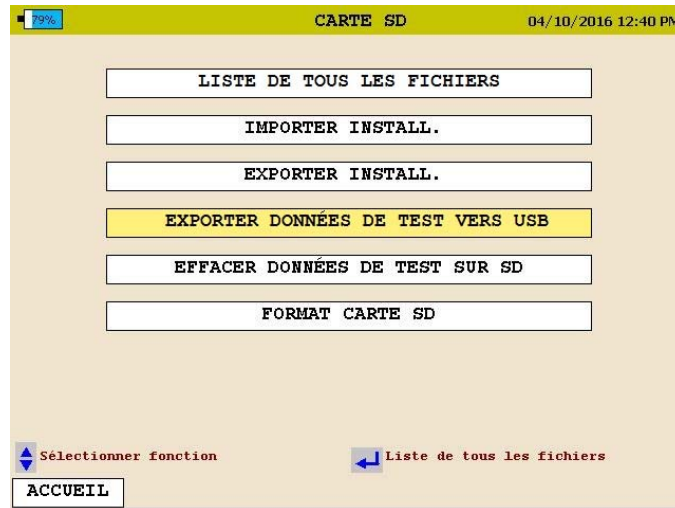 79% CARTE SD 04/10/2016 12:40 PM
LISTE DE TOUS LES FICHIERS
IMPORTER INSTALL.
EXPORTER INSTALL.
EXPORTER DONNÉES DE TEST VERS USB
EFFACER DONNÉES DE TEST SUR SD
FORMAT CARTE SD
Sélectionner fonction Liste de tous les fichiers
ACCUEIL